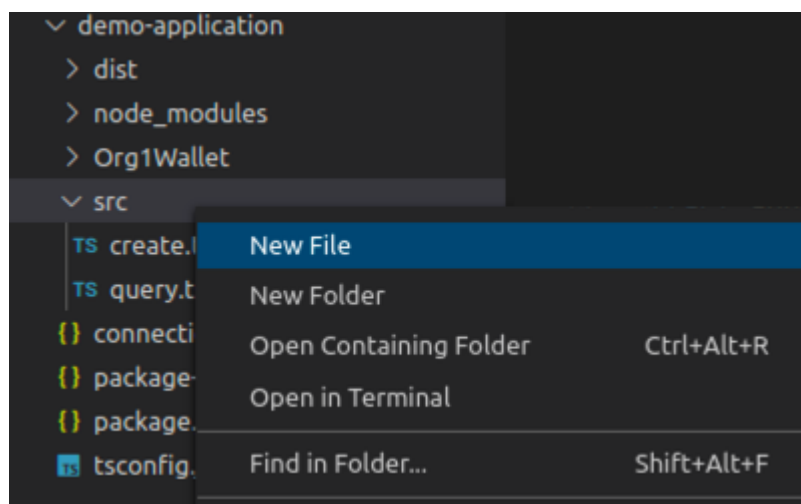 demo-application
dist
node_modules
Org1Wallet
src
TS create.
New File
TS query.t
New Folder
{} connecti
Open Containing Folder Ctrl+Alt+R
{} package-
Open in Terminal
{} package.
TS tsconfig.
Find in Folder... Shift+Alt+F